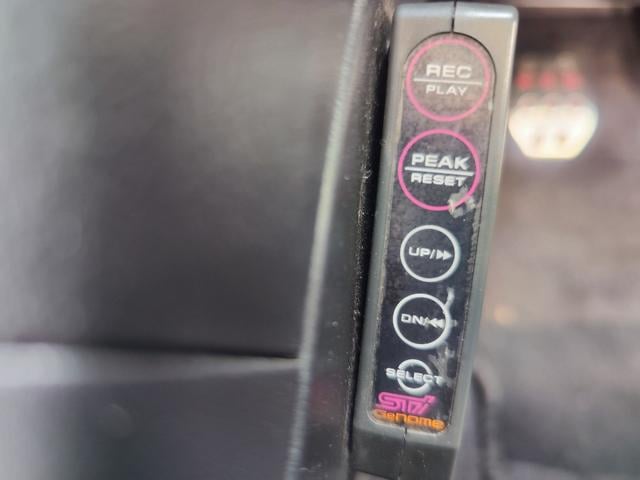 REC
PLAY
PEAK
RESET
UP/▶▶
DN/◀◀
SELECT
STi
GENOME